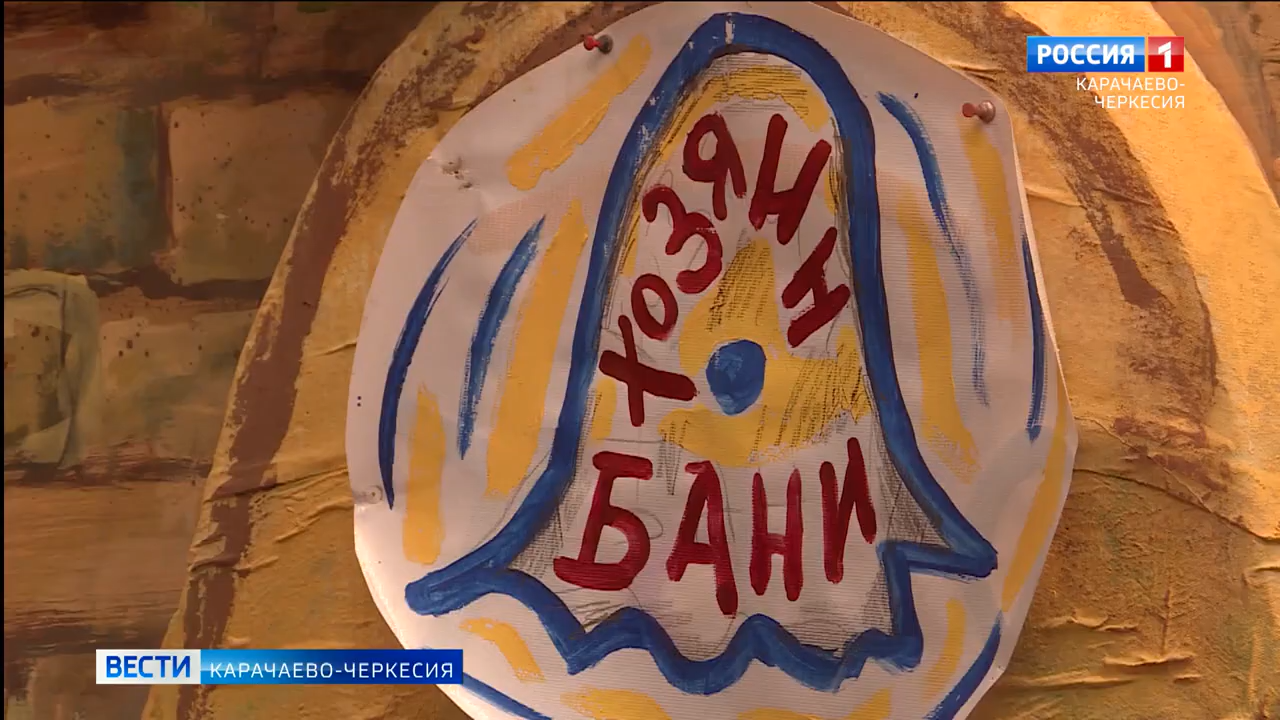 РОССИЯ 1
КАРАЧАЕВО-
ЧЕРКЕСИЯ
ХОЗЯИН
БАНИ
ВЕСТИ КАРАЧАЕВО-ЧЕРКЕСИЯ